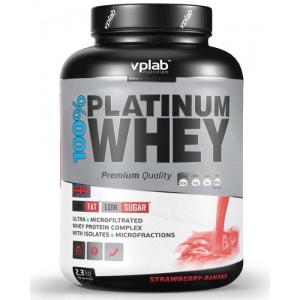 vplab
nutrition
100% PLATINUM
WHEY
Premium Quality
FAT LOW SUGAR
ULTRA & MICROFILTRATED
WHEY PROTEIN COMPLEX
WITH ISOLATES & MICROFRACTIONS
2.3 kg
STRAWBERRY-BANANA